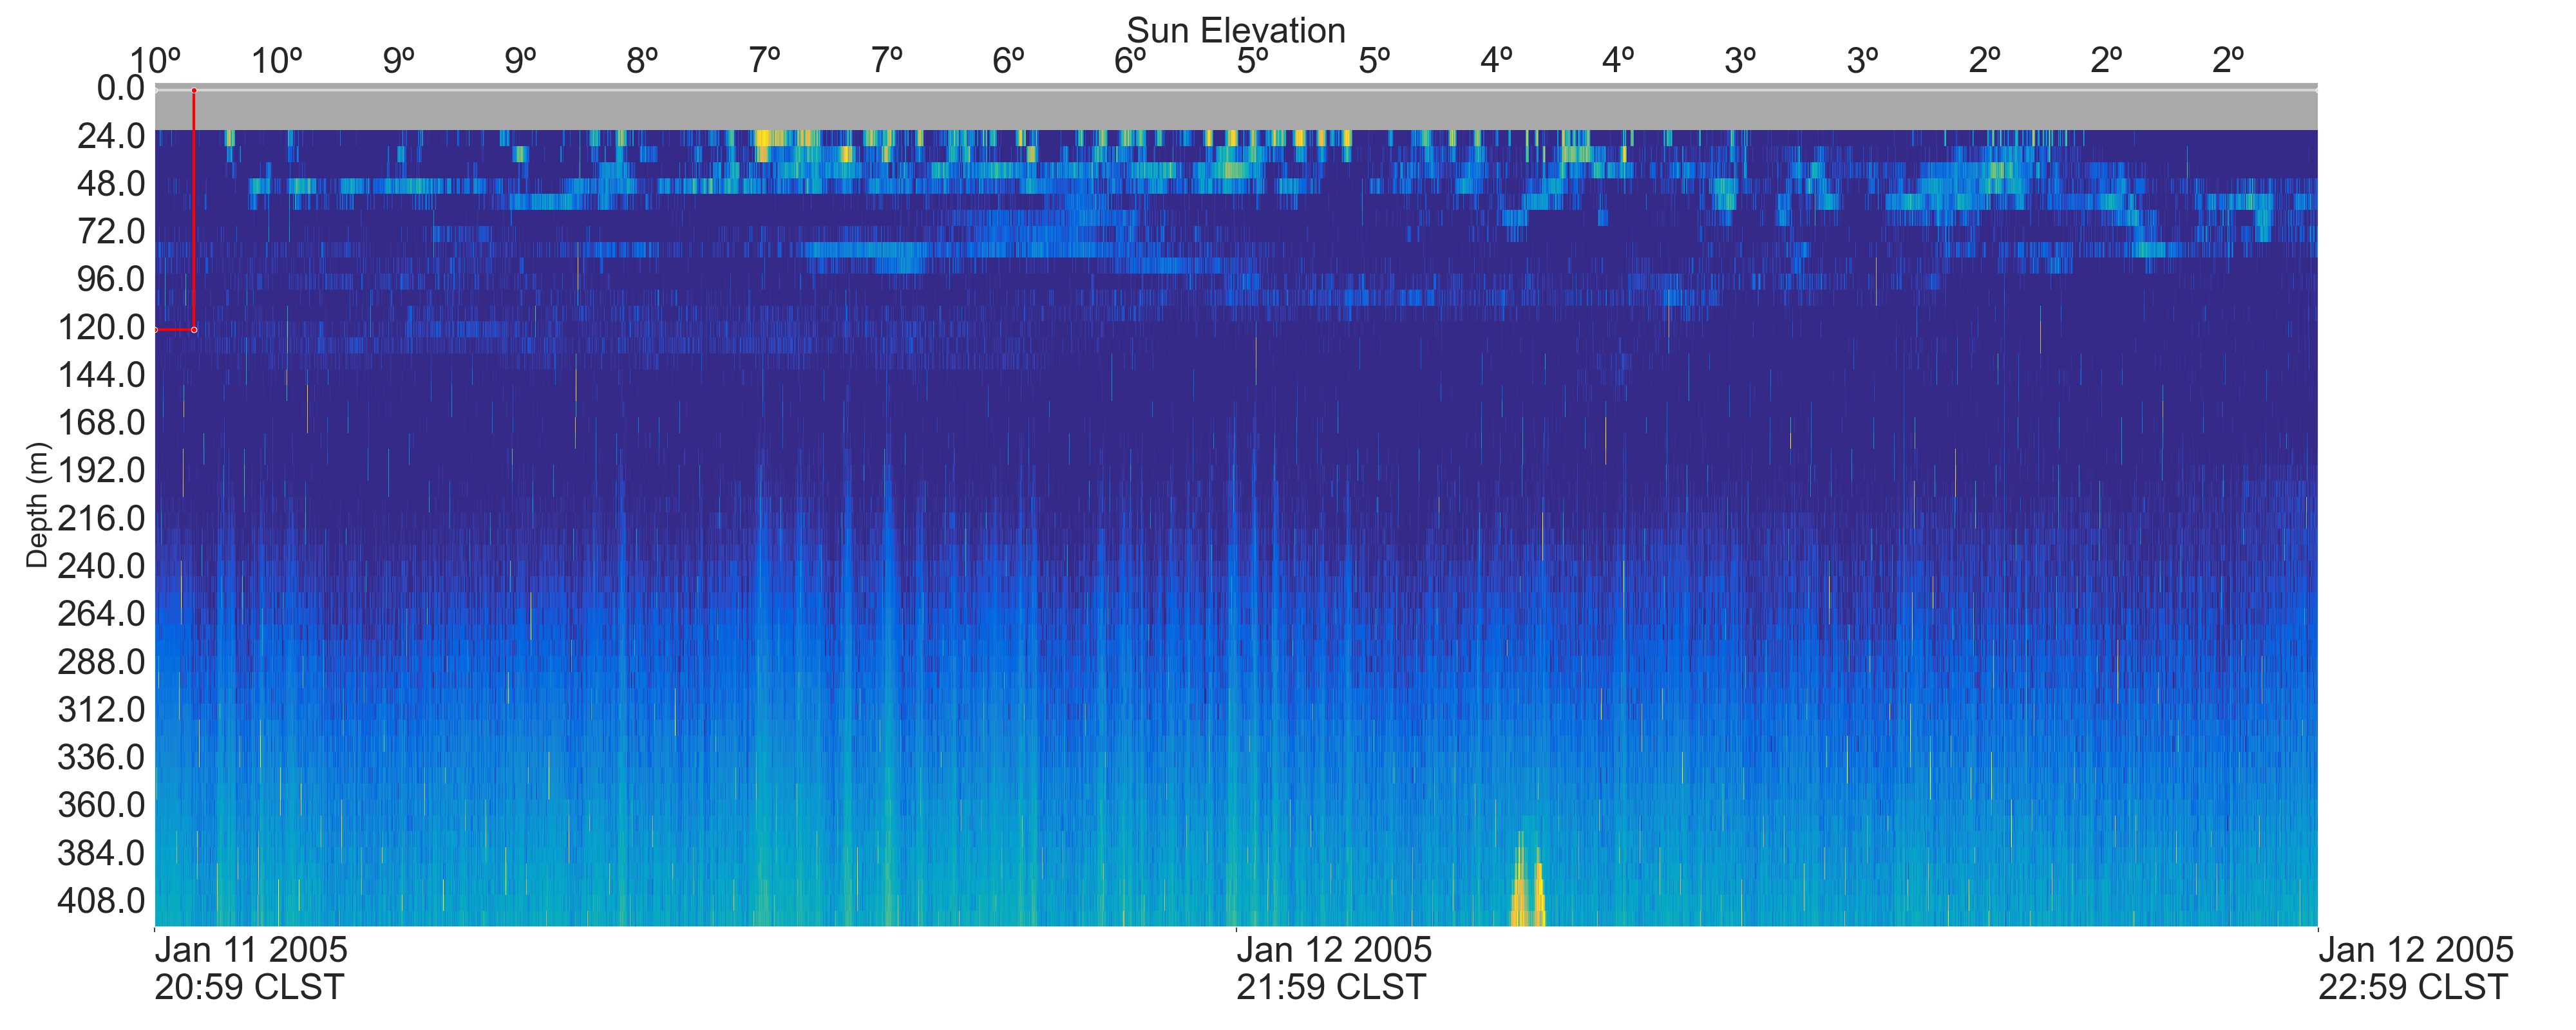 Sun Elevation
10º 10º 9º 9º 8º 7º 7º 6º 6º 5º 5º 4º 4º 3º 3º 2º 2º 2º
0.0
24.0
48.0
72.0
96.0
120.0
144.0
168.0
192.0
216.0
240.0
264.0
288.0
312.0
336.0
360.0
384.0
408.0
Depth (m)
Jan 11 2005
20:59 CLST
Jan 12 2005
21:59 CLST
Jan 12 2005
22:59 CLST